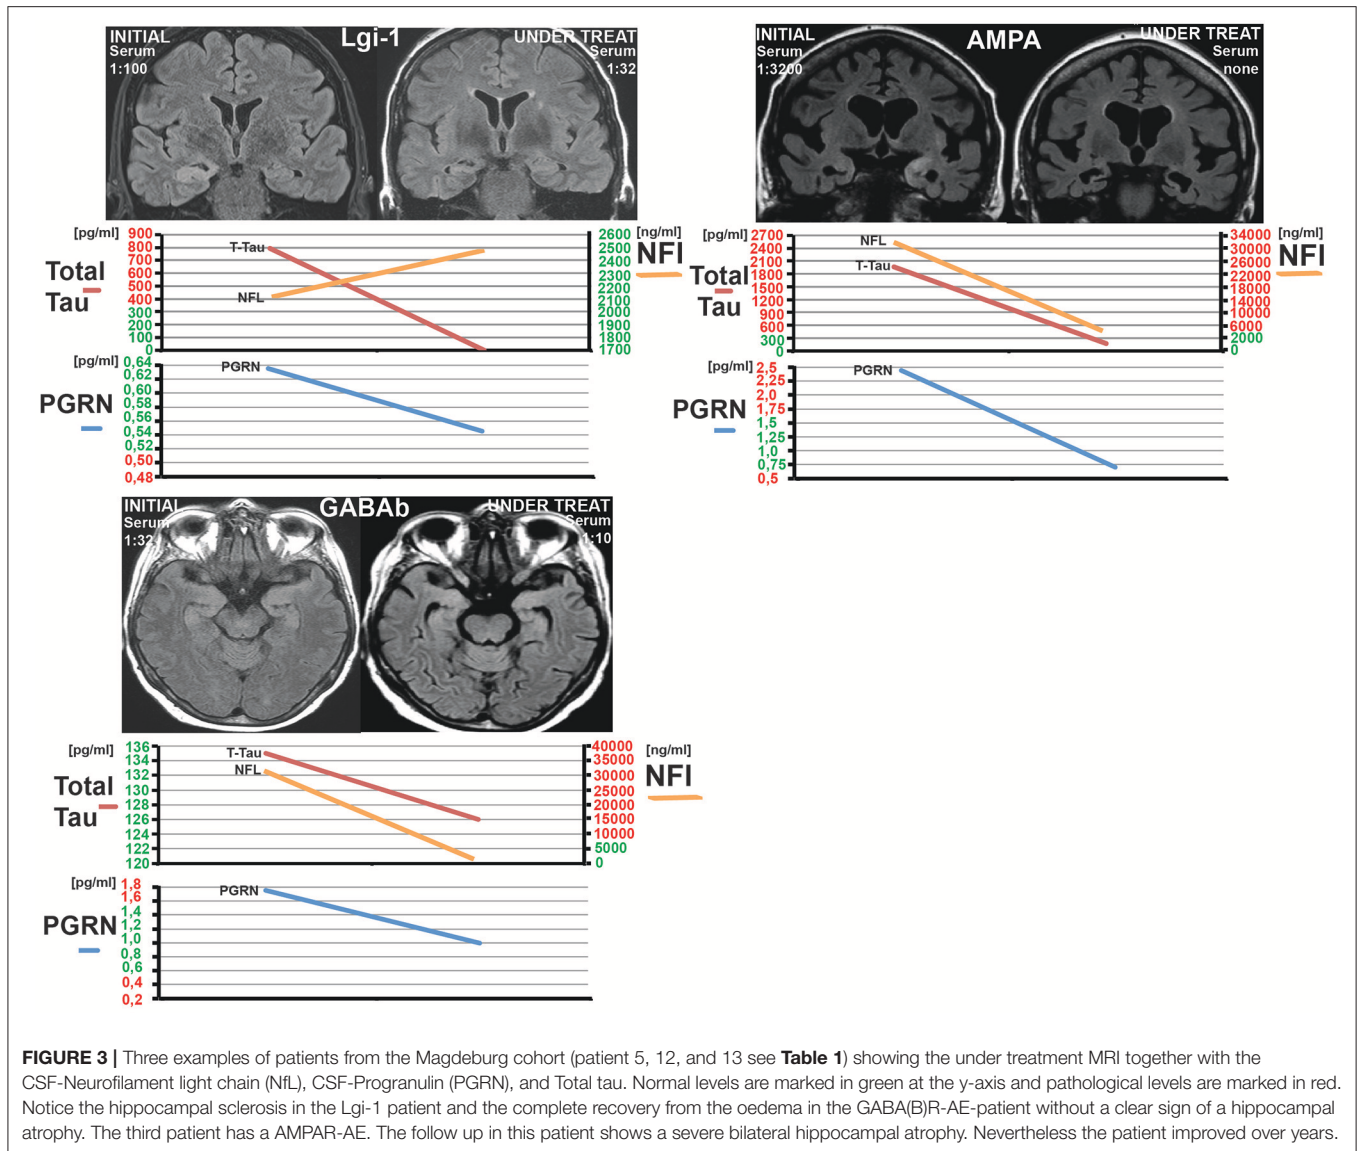 INITIAL
Serum
1:100
Lgi-1
UNDER TREAT
Serum
1:32
[pg/ml]
900
800
700
600
500
400
300
200
100
0
Total
Tau
T-Tau
NFL
2600
2500
2400
2300
2200
2100
2000
1900
1800
1700
[ng/ml]
NFl
[pg/ml]
0,64
0,62
0,60
0,58
0,56
0,54
0,52
0,50
0,48
PGRN
PGRN
INITIAL
Serum
1:3200
AMPA
UNDER TREAT
Serum
none
[pg/ml]
2700
2400
2100
1800
1500
1200
900
600
300
0
Total
Tau
NFL
T-Tau
34000
30000
26000
22000
18000
14000
10000
6000
2000
0
[ng/ml]
NFl
[pg/ml]
2,5
2,25
2,0
1,75
1,5
1,25
1,0
0,75
0,5
PGRN
PGRN
INITIAL
Serum
1:32
GABAb
UNDER TREAT
Serum
1:10
[pg/ml]
136
134
132
130
128
126
124
122
120
Total
Tau
T-Tau
NFL
40000
35000
30000
25000
20000
15000
10000
5000
0
[ng/ml]
NFl
[pg/ml]
1,8
1,6
1,4
1,2
1,0
0,8
0,6
0,4
0,2
PGRN
PGRN
FIGURE 3 | Three examples of patients from the Magdeburg cohort (patient 5, 12, and 13 see Table 1) showing the under treatment MRI together with the
CSF-Neurofilament light chain (NfL), CSF-Progranulin (PGRN), and Total tau. Normal levels are marked in green at the y-axis and pathological levels are marked in red.
Notice the hippocampal sclerosis in the Lgi-1 patient and the complete recovery from the oedema in the GABA(B)R-AE-patient without a clear sign of a hippocampal
atrophy. The third patient has a AMPAR-AE. The follow up in this patient shows a severe bilateral hippocampal atrophy. Nevertheless the patient improved over years.